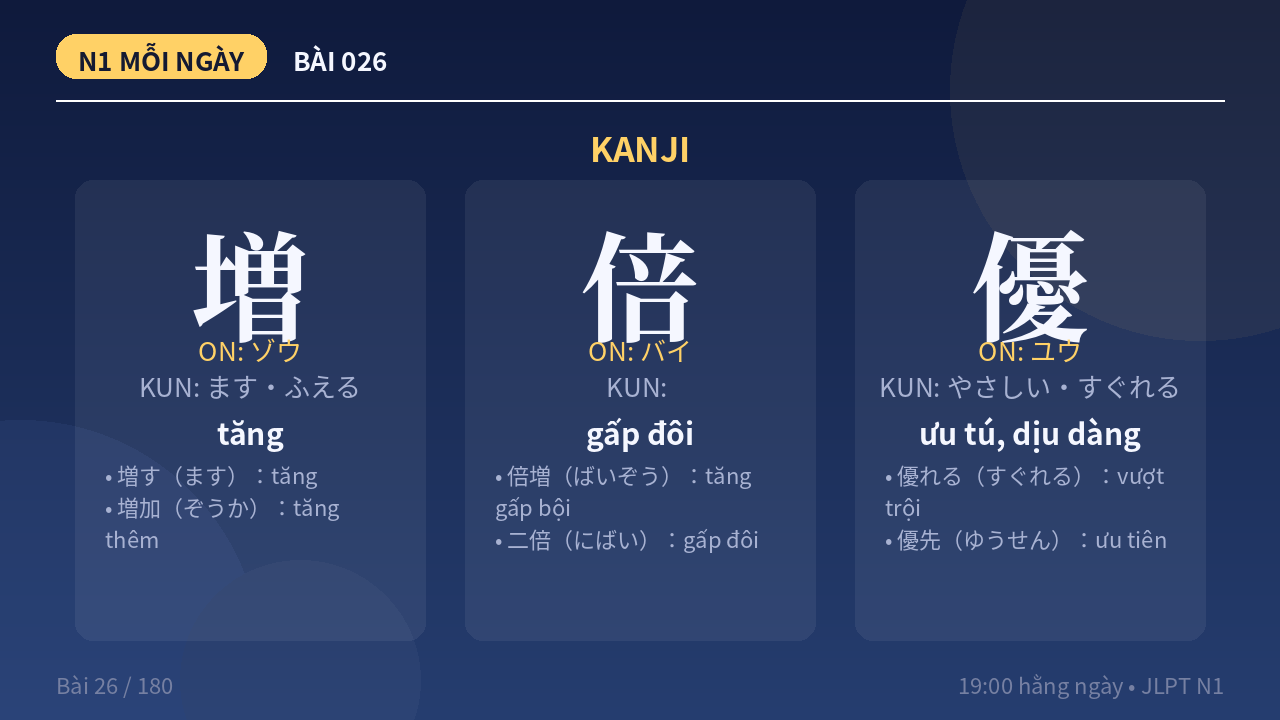 N1 MỖI NGÀY
BÀI 026
KANJI
増
ON: ゾウ
KUN: ます・ふえる
tăng
• 増す（ます）：tăng
• 増加（ぞうか）：tăng
thêm
倍
ON: バイ
KUN:
gấp đôi
• 倍増（ばいぞう）：tăng
gấp bội
• 二倍（にばい）：gấp đôi
優
ON: ユウ
KUN: やさしい・すぐれる
ưu tú, dịu dàng
• 優れる（すぐれる）：vượt
trội
• 優先（ゆうせん）：ưu tiên
Bài 26 / 180
19:00 hằng ngày • JLPT N1